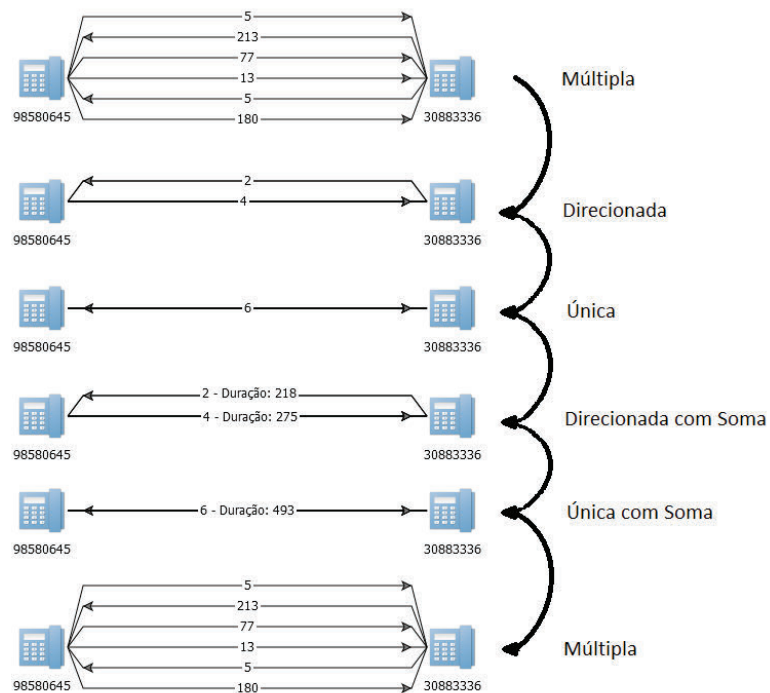 5
213
77
13
5
180
98580645 30883336
Múltipla
2
4
98580645 30883336
Direcionada
6
98580645 30883336
Única
2 - Duração: 218
4 - Duração: 275
98580645 30883336
Direcionada com Soma
6 - Duração: 493
98580645 30883336
Única com Soma
5
213
77
13
5
180
98580645 30883336
Múltipla